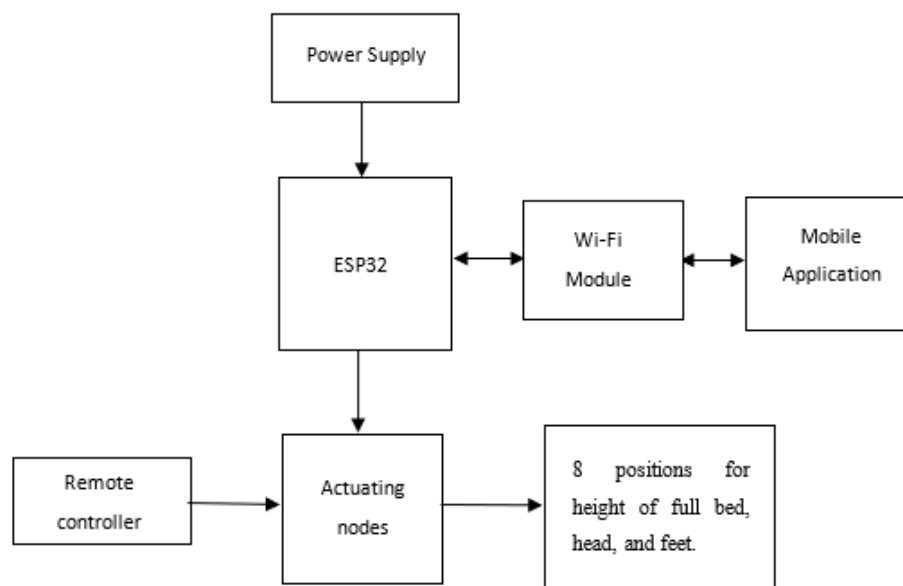 Power Supply
ESP32
Wi-Fi
Module
Mobile
Application
Remote
controller
Actuating
nodes
8 positions for
height of full bed,
head, and feet.